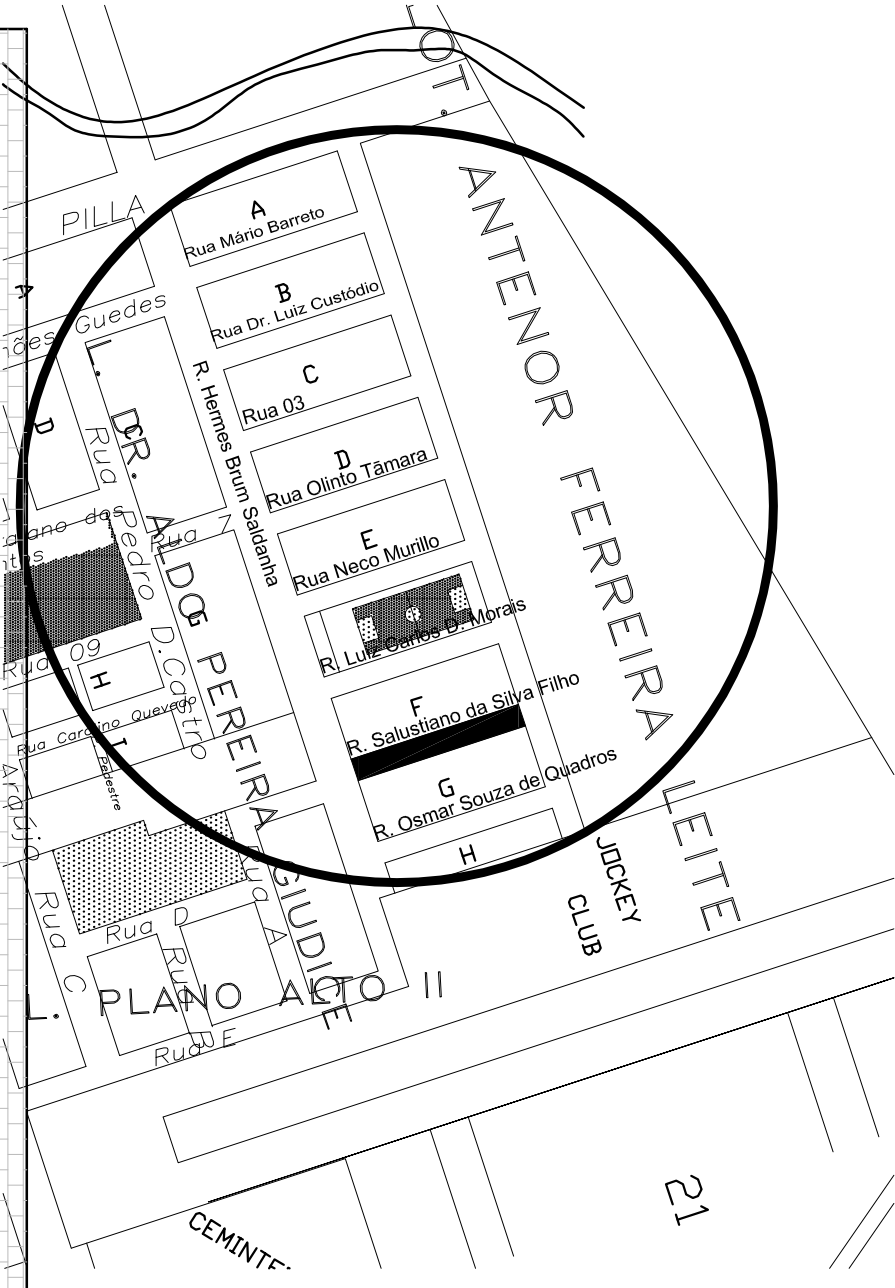 LOT.
ANTENOR FERREIRA LEITE
PILLA
A
Rua Mário Barreto
A
B
Rua Dr. Luiz Custódio
Guedes
C
Rua 03
R. Hermes Brum Saldanha
L. DR. ALDO PEREIRA GIUDICE
C
D
D
Rua Olinto Tãmara
Rua Pedro D. Castro
Rua 7
E
Rua Neco Murillo
R. Luiz Carlos D. Morais
G
Rua 09
H
F
R. Salustiano da Silva Filho
Rua Carolino Quevedo
I
Pedestre
G
R. Osmar Souza de Quadros
H
JOCKEY
CLUB
Araújo
Rua A
Rua C
Rua D
Rua B
Rua E
L. PLANO ALTO II
21